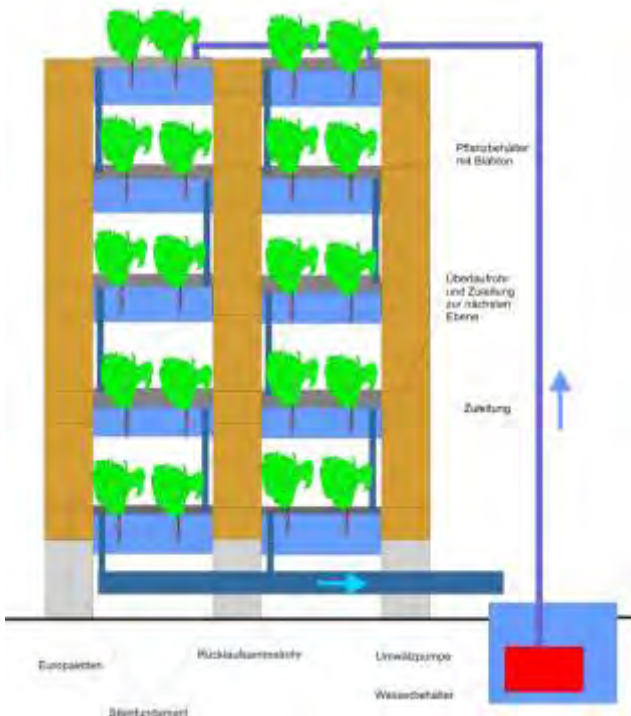 Pflanzbehälter
mit Blähton
Überlaufrohr
und Zuleitung
zur nächsten
Ebene
Zuleitung
Rücklaufsammelrohr
Umwälzpumpe
Europaletten
Wasserbehälter
Steinfundament